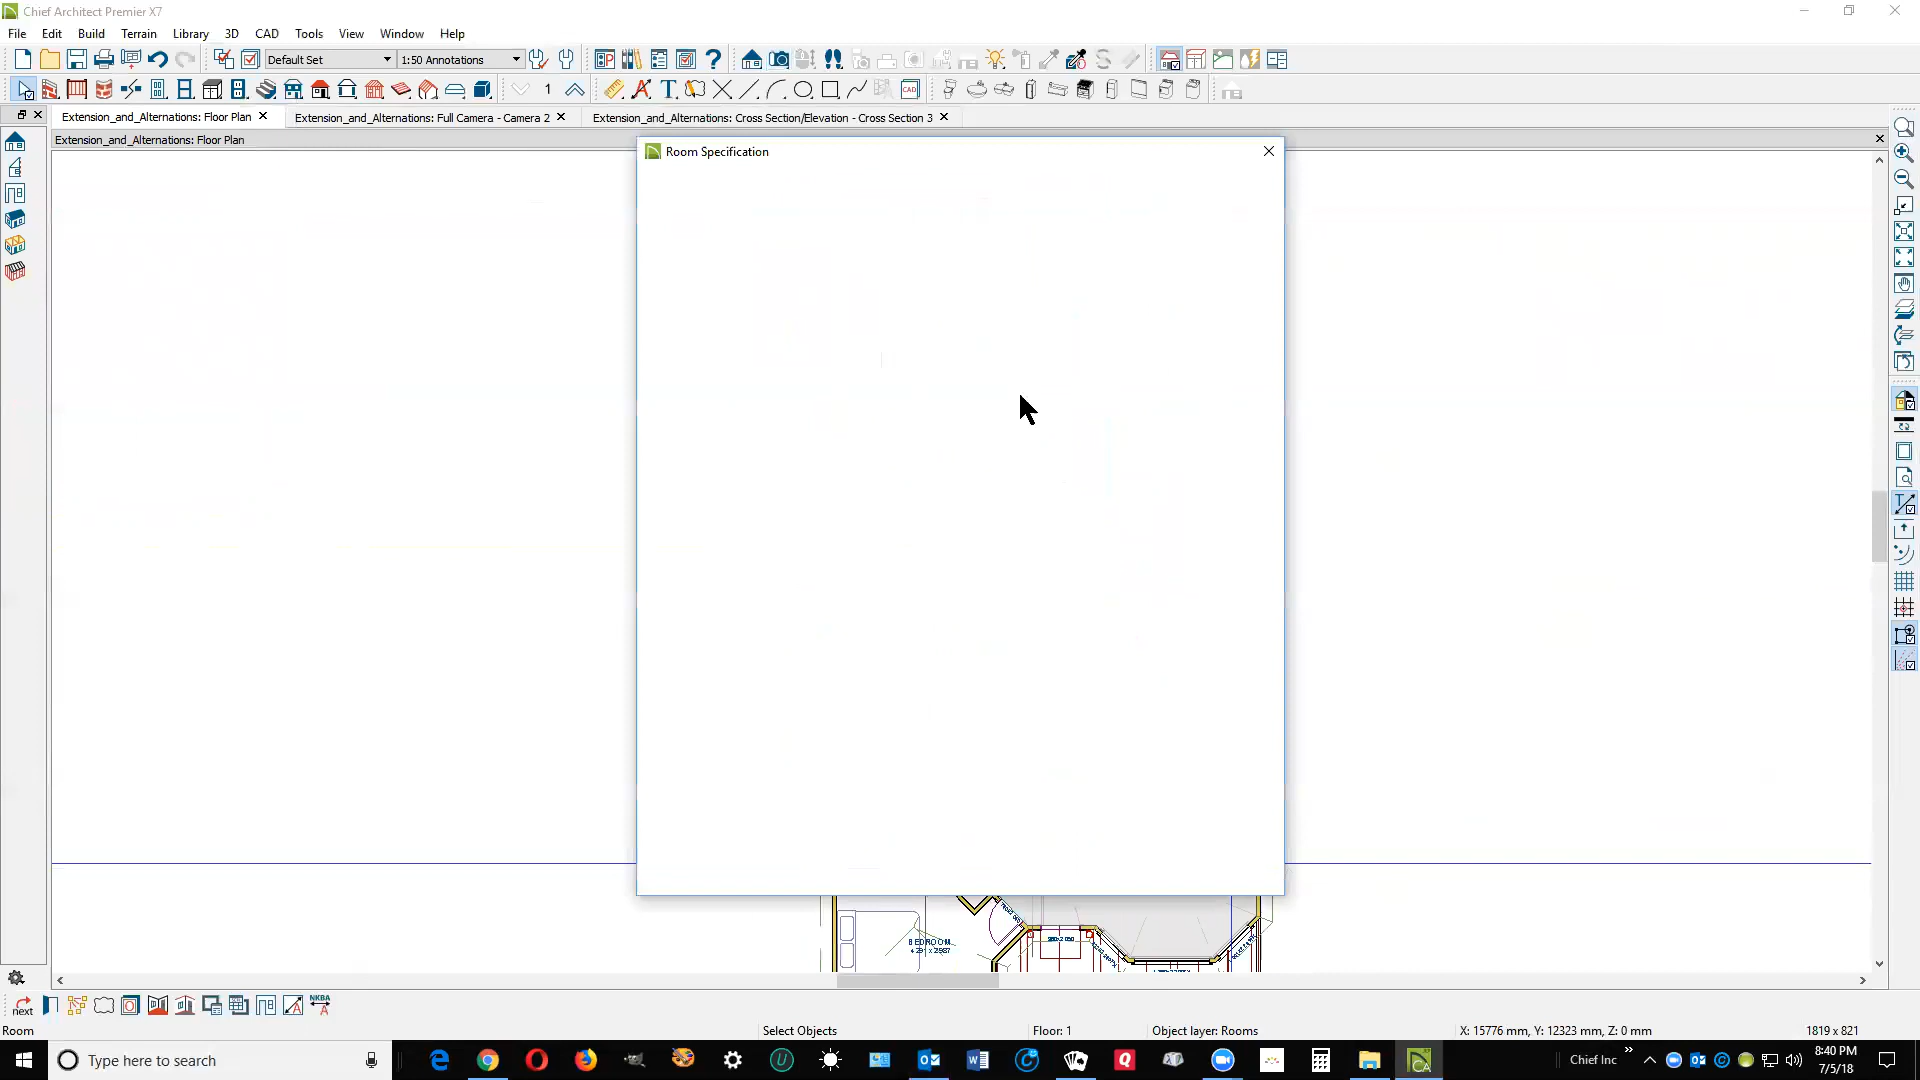 Chief Architect Premier X7
File Edit Build Terrain Library 3D CAD Tools View Window Help
Default Set 1:50 Annotations
1 CAD
Extension_and_Alternations: Floor Plan Extension_and_Alternations: Full Camera - Camera 2 Extension_and_Alternations: Cross Section/Elevation - Cross Section 3
Extension_and_Alternations: Floor Plan
Room Specification
BEDROOM
next NKBA
Room Select Objects Floor: 1 Object layer: Rooms X: 15776 mm, Y: 12323 mm, Z: 0 mm 1819 x 821
Type here to search Chief Inc 8:40 PM
7/5/18